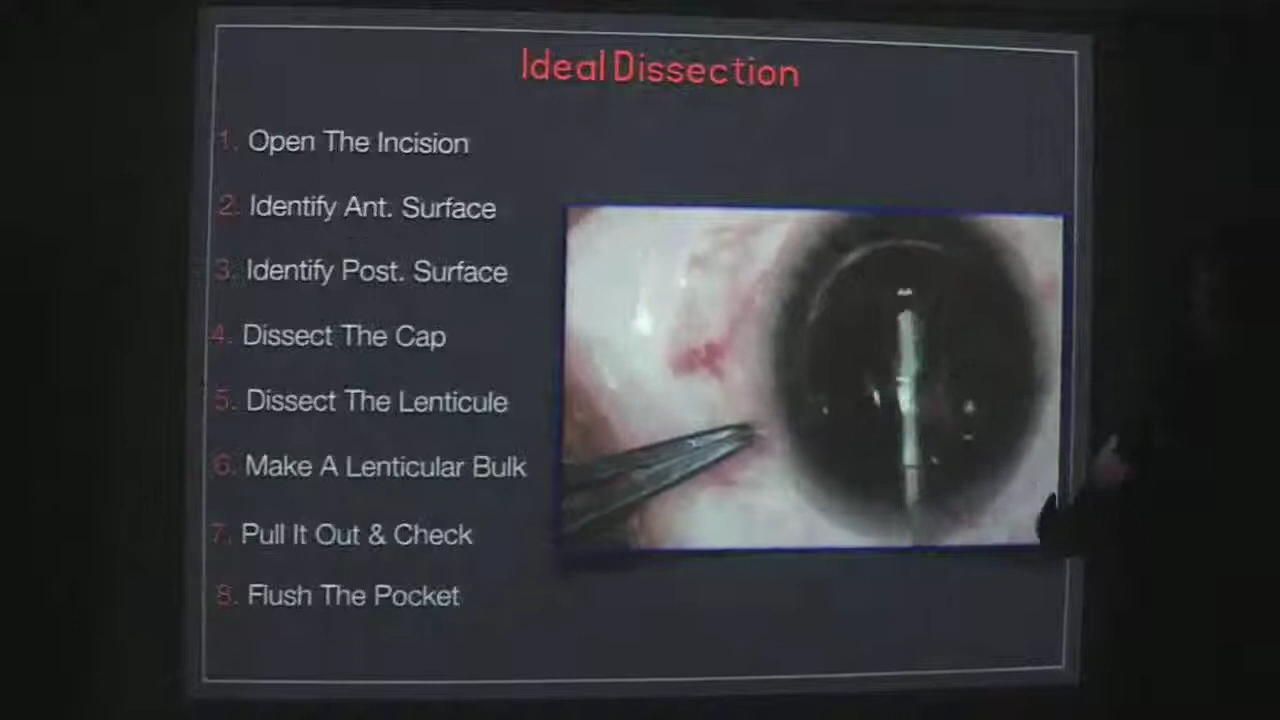 Ideal Dissection
1. Open The Incision
2. Identify Ant. Surface
3. Identify Post. Surface
4. Dissect The Cap
5. Dissect The Lenticule
6. Make A Lenticular Bulk
7. Pull It Out & Check
8. Flush The Pocket